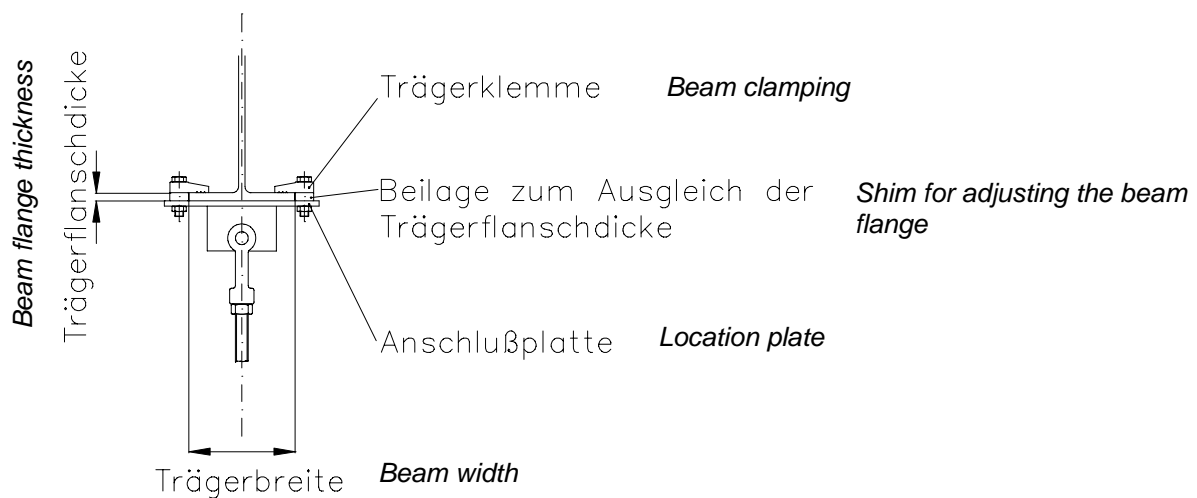 Beam flange thickness
Trägerflanschdicke
Trägerklemme
Beam clamping
Beilage zum Ausgleich der
Trägerflanschdicke
Shim for adjusting the beam
flange
Anschlußplatte
Location plate
Trägerbreite
Beam width